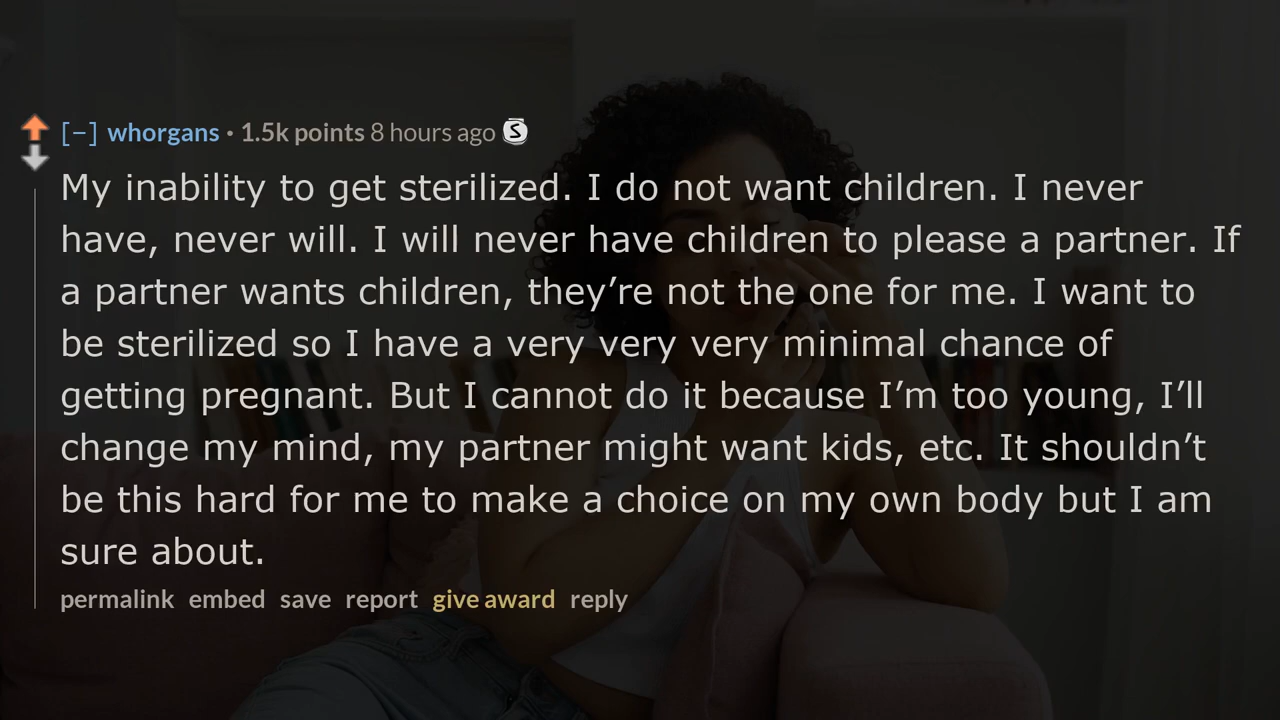 [–] whorgans · 1.5k points 8 hours ago S
My inability to get sterilized. I do not want children. I never
have, never will. I will never have children to please a partner. If
a partner wants children, they’re not the one for me. I want to
be sterilized so I have a very very very minimal chance of
getting pregnant. But I cannot do it because I’m too young, I’ll
change my mind, my partner might want kids, etc. It shouldn’t
be this hard for me to make a choice on my own body but I am
sure about.
permalink embed save report give award reply